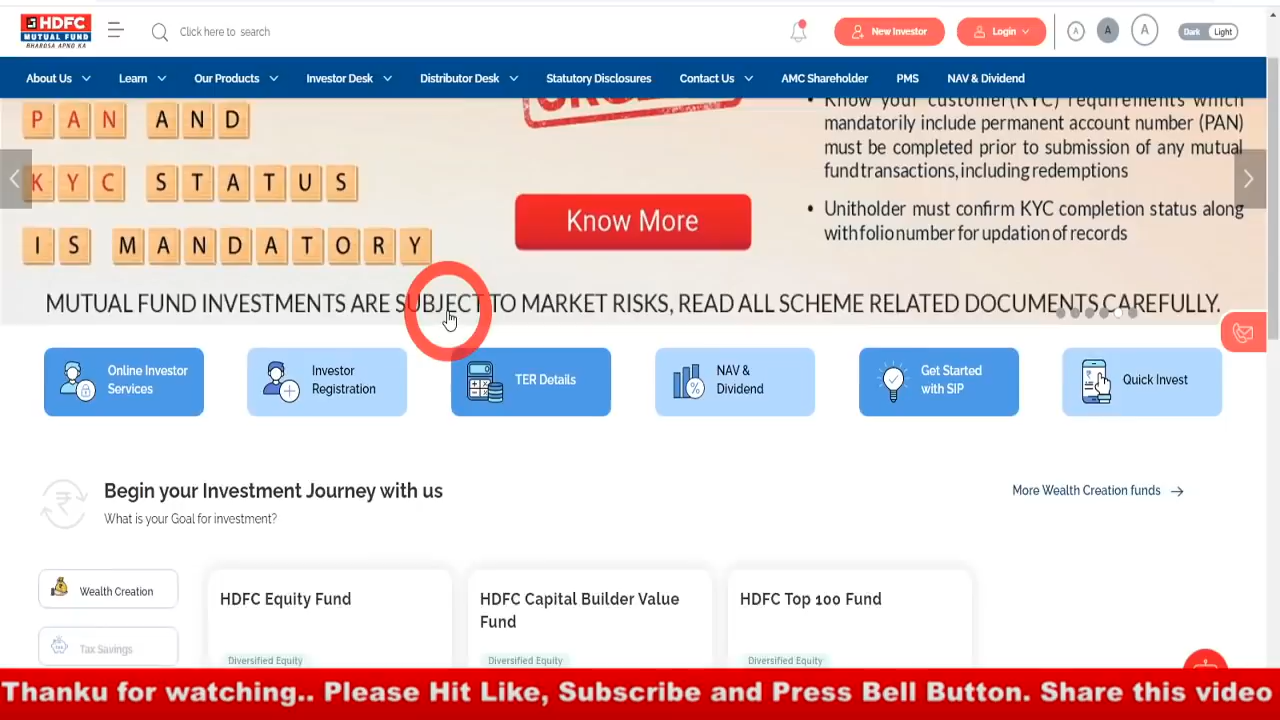 HDFC
MUTUAL FUND
BHAROSA APNO KA
Click here to search
New Investor
Login
A
A
A
Dark
Light
About Us
Learn
Our Products
Investor Desk
Distributor Desk
Statutory Disclosures
Contact Us
AMC Shareholder
PMS
NAV & Dividend
PAN AND
KYC STATUS
IS MANDATORY
Know More
• Know your customer(KYC) requirements which
mandatorily include permanent account number (PAN)
must be completed prior to submission of any mutual
fund transactions, including redemptions
• Unitholder must confirm KYC completion status along
with folio number for updation of records
MUTUAL FUND INVESTMENTS ARE SUBJECT TO MARKET RISKS, READ ALL SCHEME RELATED DOCUMENTS CAREFULLY.
Online Investor
Services
Investor
Registration
TER Details
NAV &
Dividend
Get Started
with SIP
Quick Invest
Begin your Investment Journey with us
What is your Goal for investment?
More Wealth Creation funds
Wealth Creation
Tax Savings
HDFC Equity Fund
Diversified Equity
HDFC Capital Builder Value
Fund
Diversified Equity
HDFC Top 100 Fund
Diversified Equity
Thanku for watching.. Please Hit Like, Subscribe and Press Bell Button. Share this video